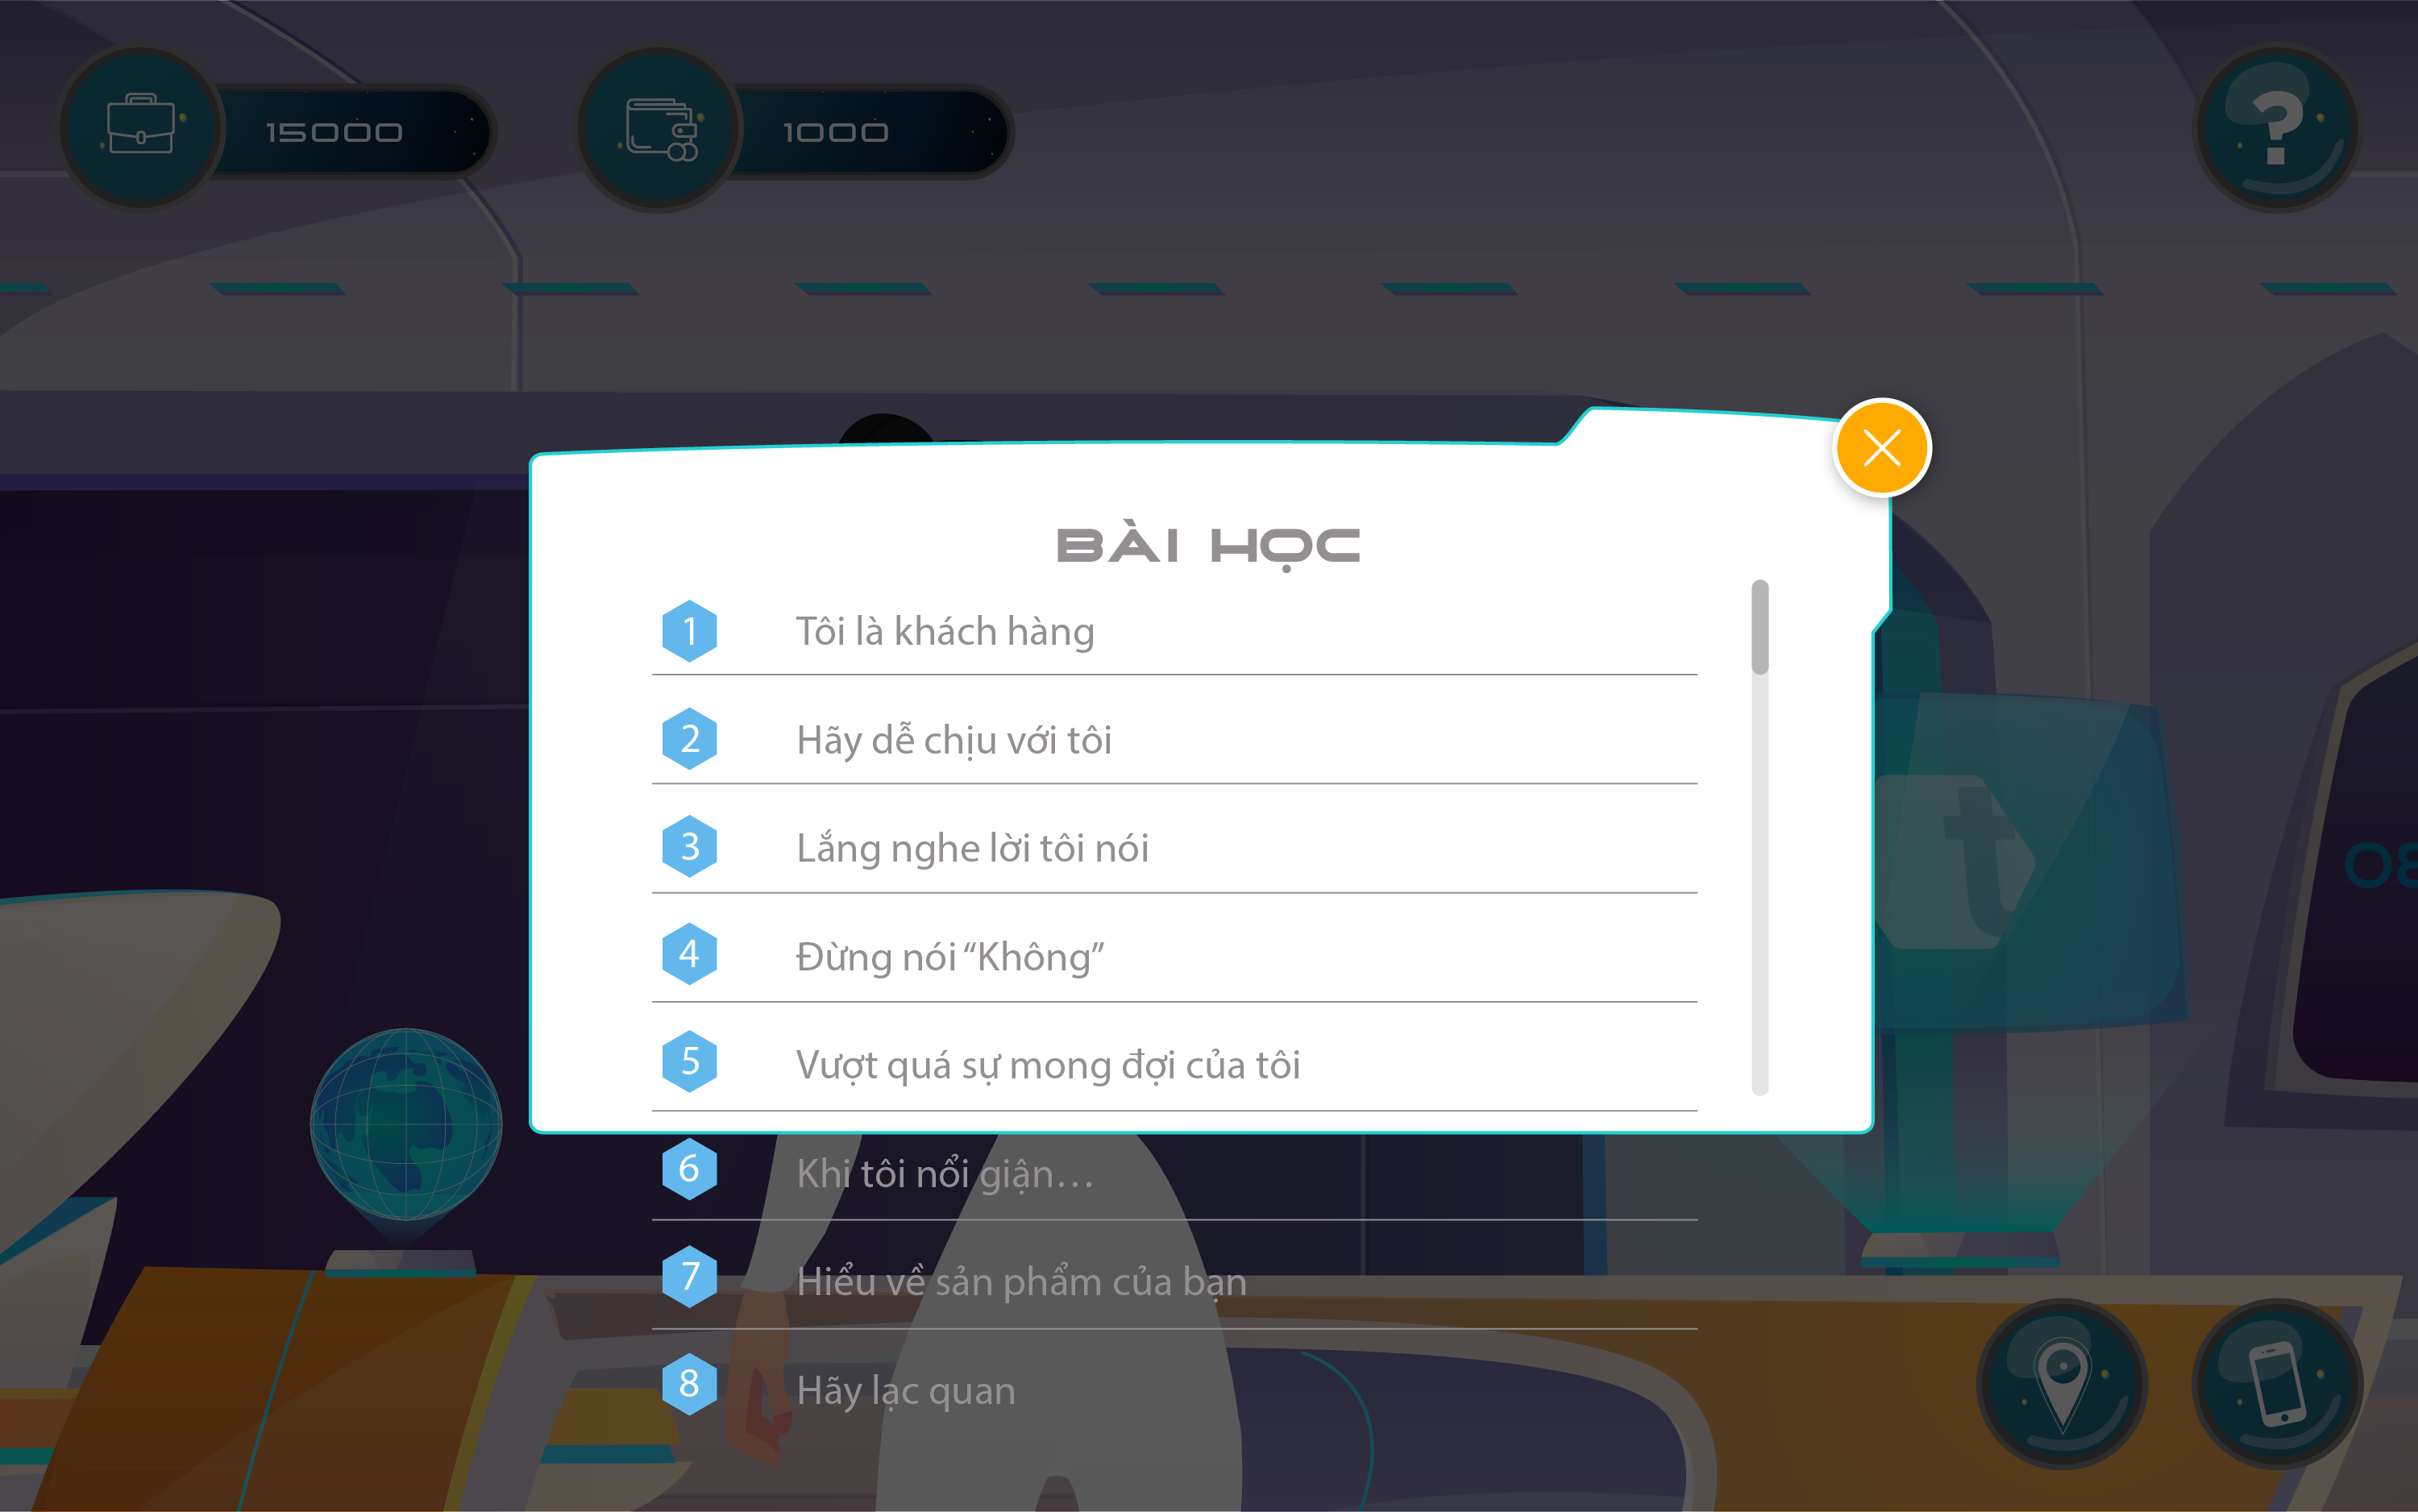 15000
1000
?
BÀI HỌC
1 Tôi là khách hàng
2 Hãy dễ chịu với tôi
3 Lắng nghe lời tôi nói
4 Đừng nói “Không”
5 Vượt quá sự mong đợi của tôi
6 Khi tôi nổi giận...
7 Hiểu về sản phẩm của bạn
8 Hãy lạc quan
t